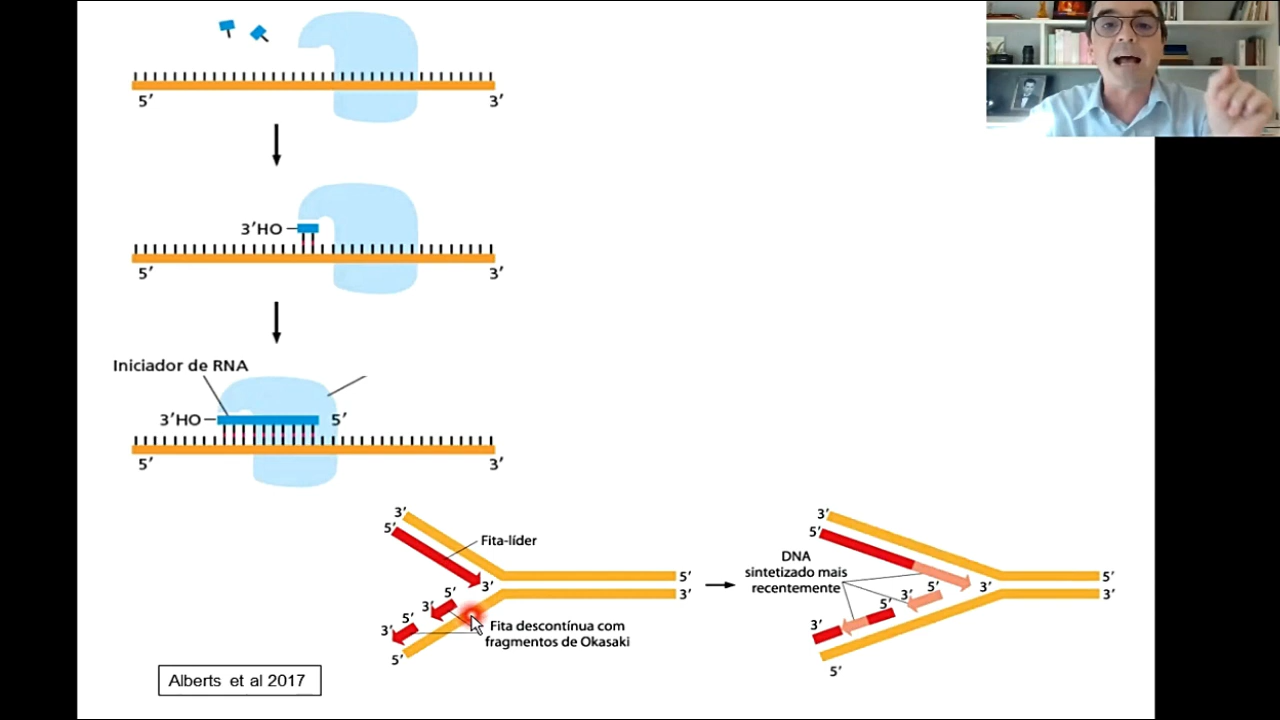 5′
3′
3′HO
5′
3′
Iniciador de RNA
3′HO
5′
5′
3′
3′
5′
Fita-líder
3′
5′
3′
5′
3′
5′
3′
5′
Fita descontínua com
fragmentos de Okasaki
3′
5′
DNA
sintetizado mais
recentemente
3′
5′
3′
5′
3′
5′
3′
5′
Alberts et al 2017